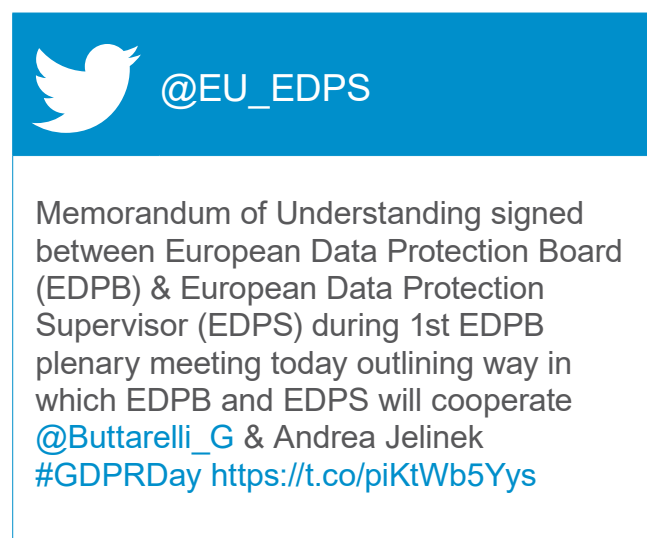 @EU_EDPS
Memorandum of Understanding signed
between European Data Protection Board
(EDPB) & European Data Protection
Supervisor (EDPS) during 1st EDPB
plenary meeting today outlining way in
which EDPB and EDPS will cooperate
@Buttarelli_G & Andrea Jelinek
#GDPRDay https://t.co/piKtWb5Yys